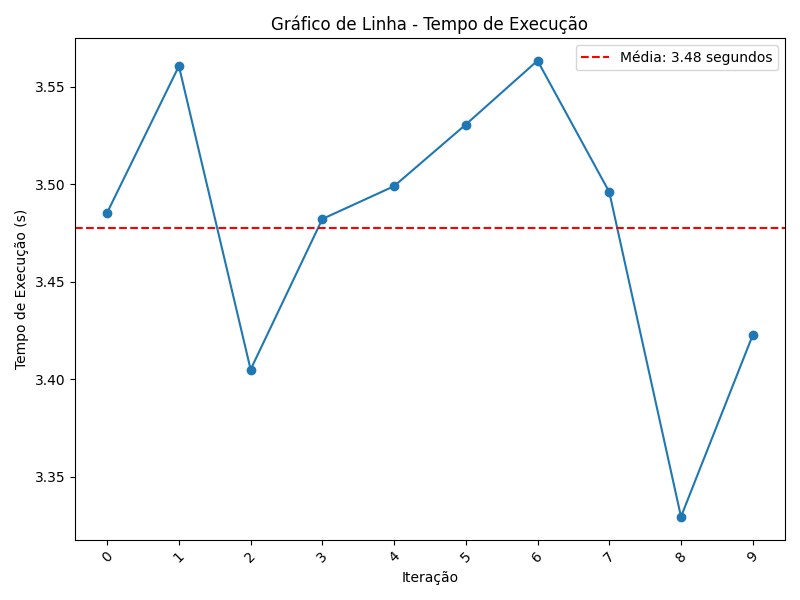 Gráfico de Linha - Tempo de Execução
Média: 3.48 segundos
Tempo de Execução (s)
3.55
3.50
3.45
3.40
3.35
0 1 2 3 4 5 6 7 8 9
Iteração